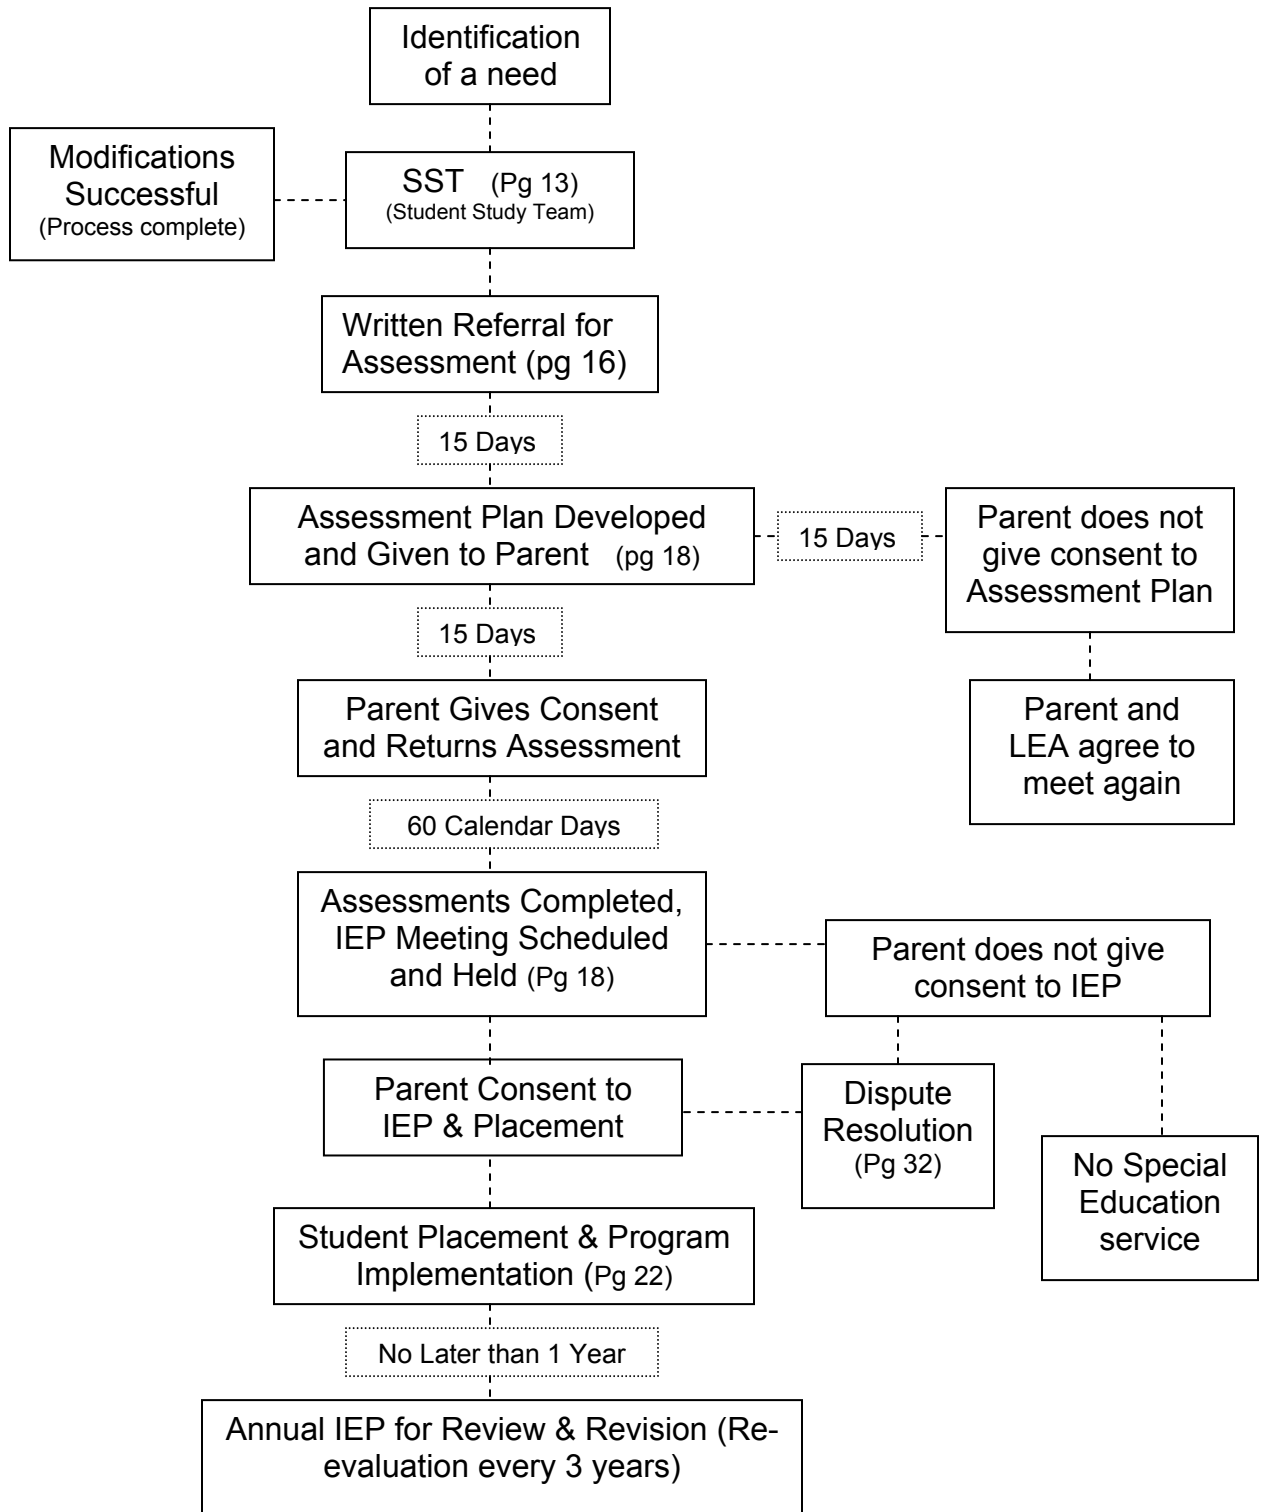 Identification
of a need
Modifications
Successful
(Process complete)
SST (Pg 13)
(Student Study Team)
Written Referral for
Assessment (pg 16)
15 Days
Assessment Plan Developed
and Given to Parent (pg 18)
15 Days
Parent does not
give consent to
Assessment Plan
15 Days
Parent Gives Consent
and Returns Assessment
Parent and
LEA agree to
meet again
60 Calendar Days
Assessments Completed,
IEP Meeting Scheduled
and Held (Pg 18)
Parent does not give
consent to IEP
Parent Consent to
IEP & Placement
Dispute
Resolution
(Pg 32)
No Special
Education
service
Student Placement & Program
Implementation (Pg 22)
No Later than 1 Year
Annual IEP for Review & Revision (Re-
evaluation every 3 years)